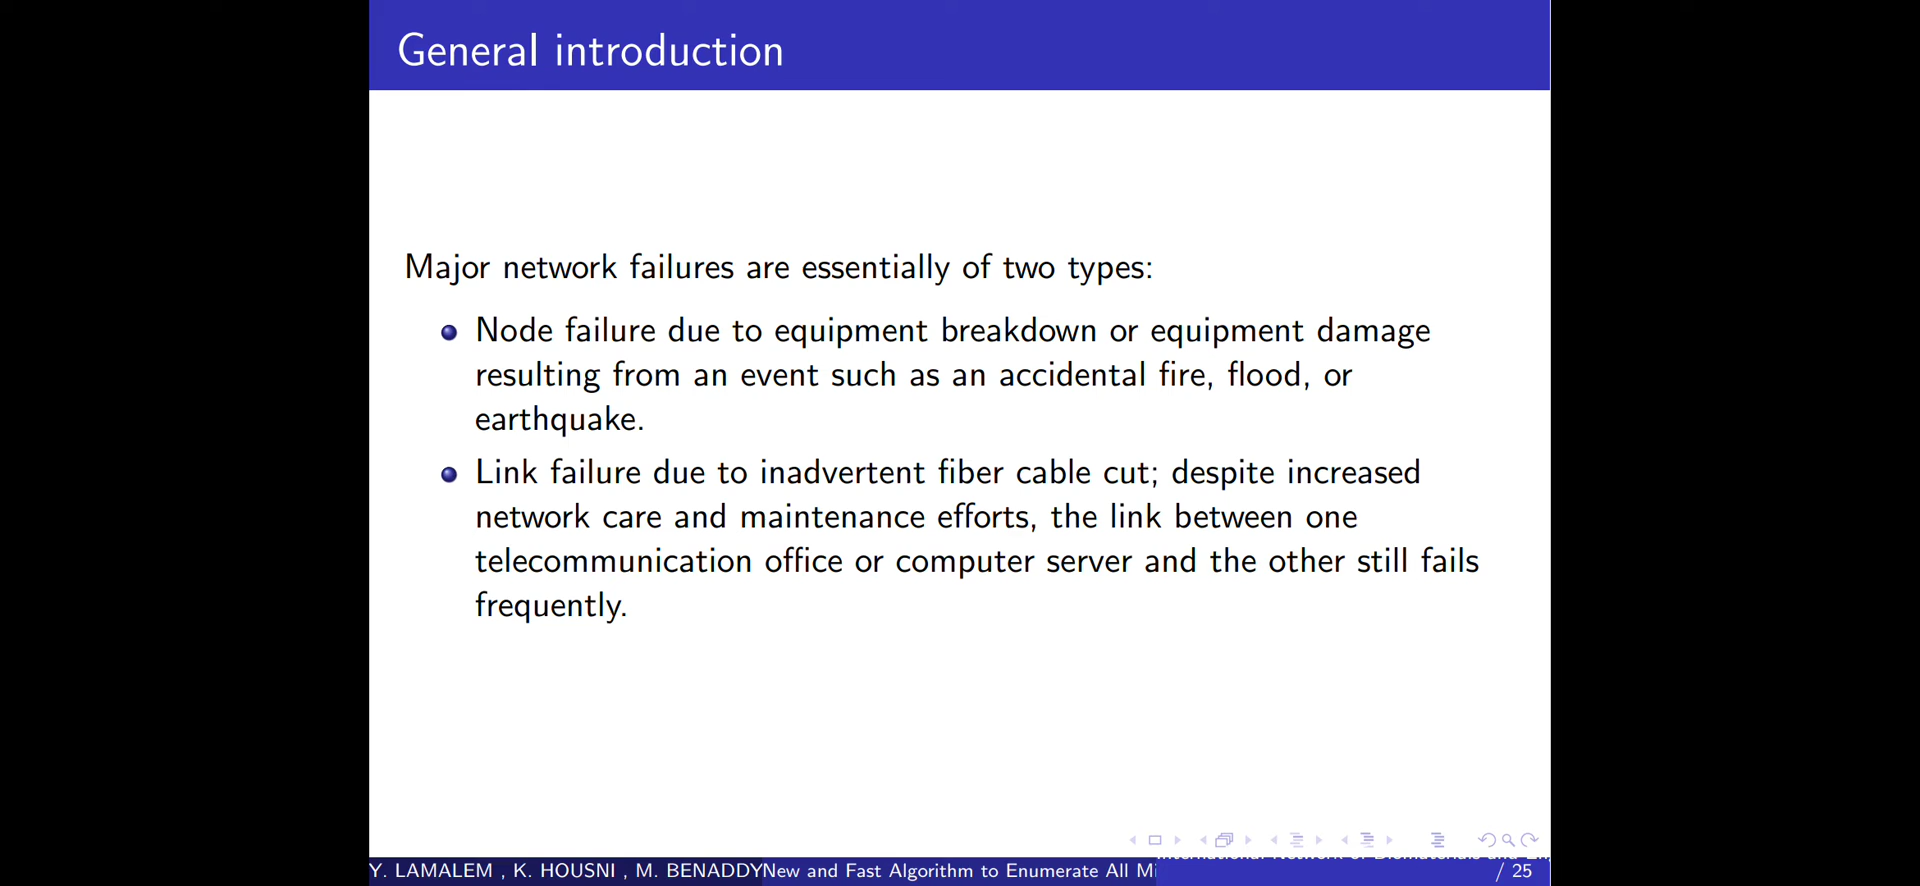 General introduction
Major network failures are essentially of two types:
Node failure due to equipment breakdown or equipment damage
resulting from an event such as an accidental fire, flood, or
earthquake.
Link failure due to inadvertent fiber cable cut; despite increased
network care and maintenance efforts, the link between one
telecommunication office or computer server and the other still fails
frequently.
Y. LAMALEM , K. HOUSNI , M. BENADDY New and Fast Algorithm to Enumerate All Mi
/ 25